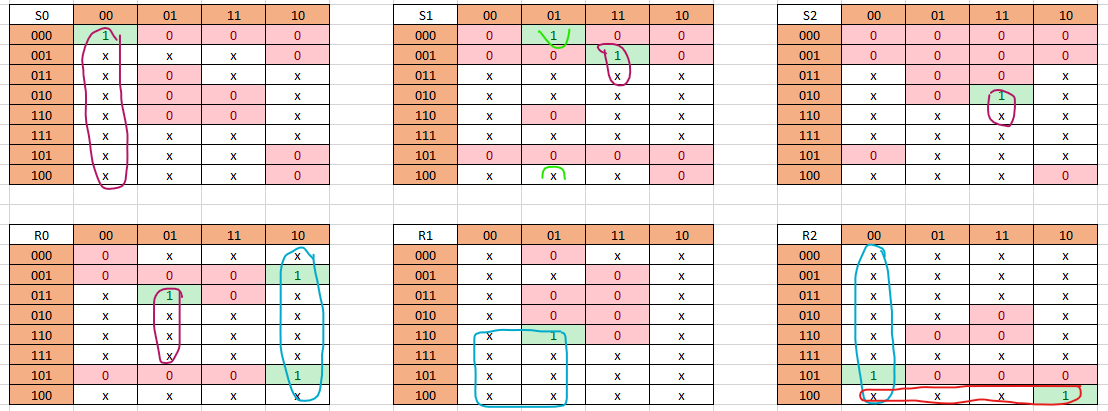 S0 00 01 11 10 S1 00 01 11 10 S2 00 01 11 10
000 1 0 0 0 000 0 1 0 0 000 0 0 0 0
001 x x x 0 001 0 0 1 0 001 0 0 0 0
011 x 0 x x 011 x x x x 011 x 0 0 x
010 x 0 0 x 010 x x x x 010 x 0 1 x
110 x 0 0 x 110 x 0 x x 110 x x x x
111 x x x x 111 x x x x 111 x x x x
101 x x x 0 101 0 0 0 0 101 0 x x x
100 x x x 0 100 x x x 0 100 x x x 0
R0 00 01 11 10 R1 00 01 11 10 R2 00 01 11 10
000 0 x x x 000 x 0 x x 000 x x x x
001 0 0 0 1 001 x x 0 x 001 x x x x
011 x 1 0 x 011 x 0 0 x 011 x x x x
010 x x x x 010 x 0 0 x 010 x x 0 x
110 x x x x 110 x 1 0 x 110 x 0 0 x
111 x x x x 111 x x x x 111 x x x x
101 0 0 0 1 101 x x x x 101 1 0 0 0
100 x x x x 100 x x x x 100 x x x 1